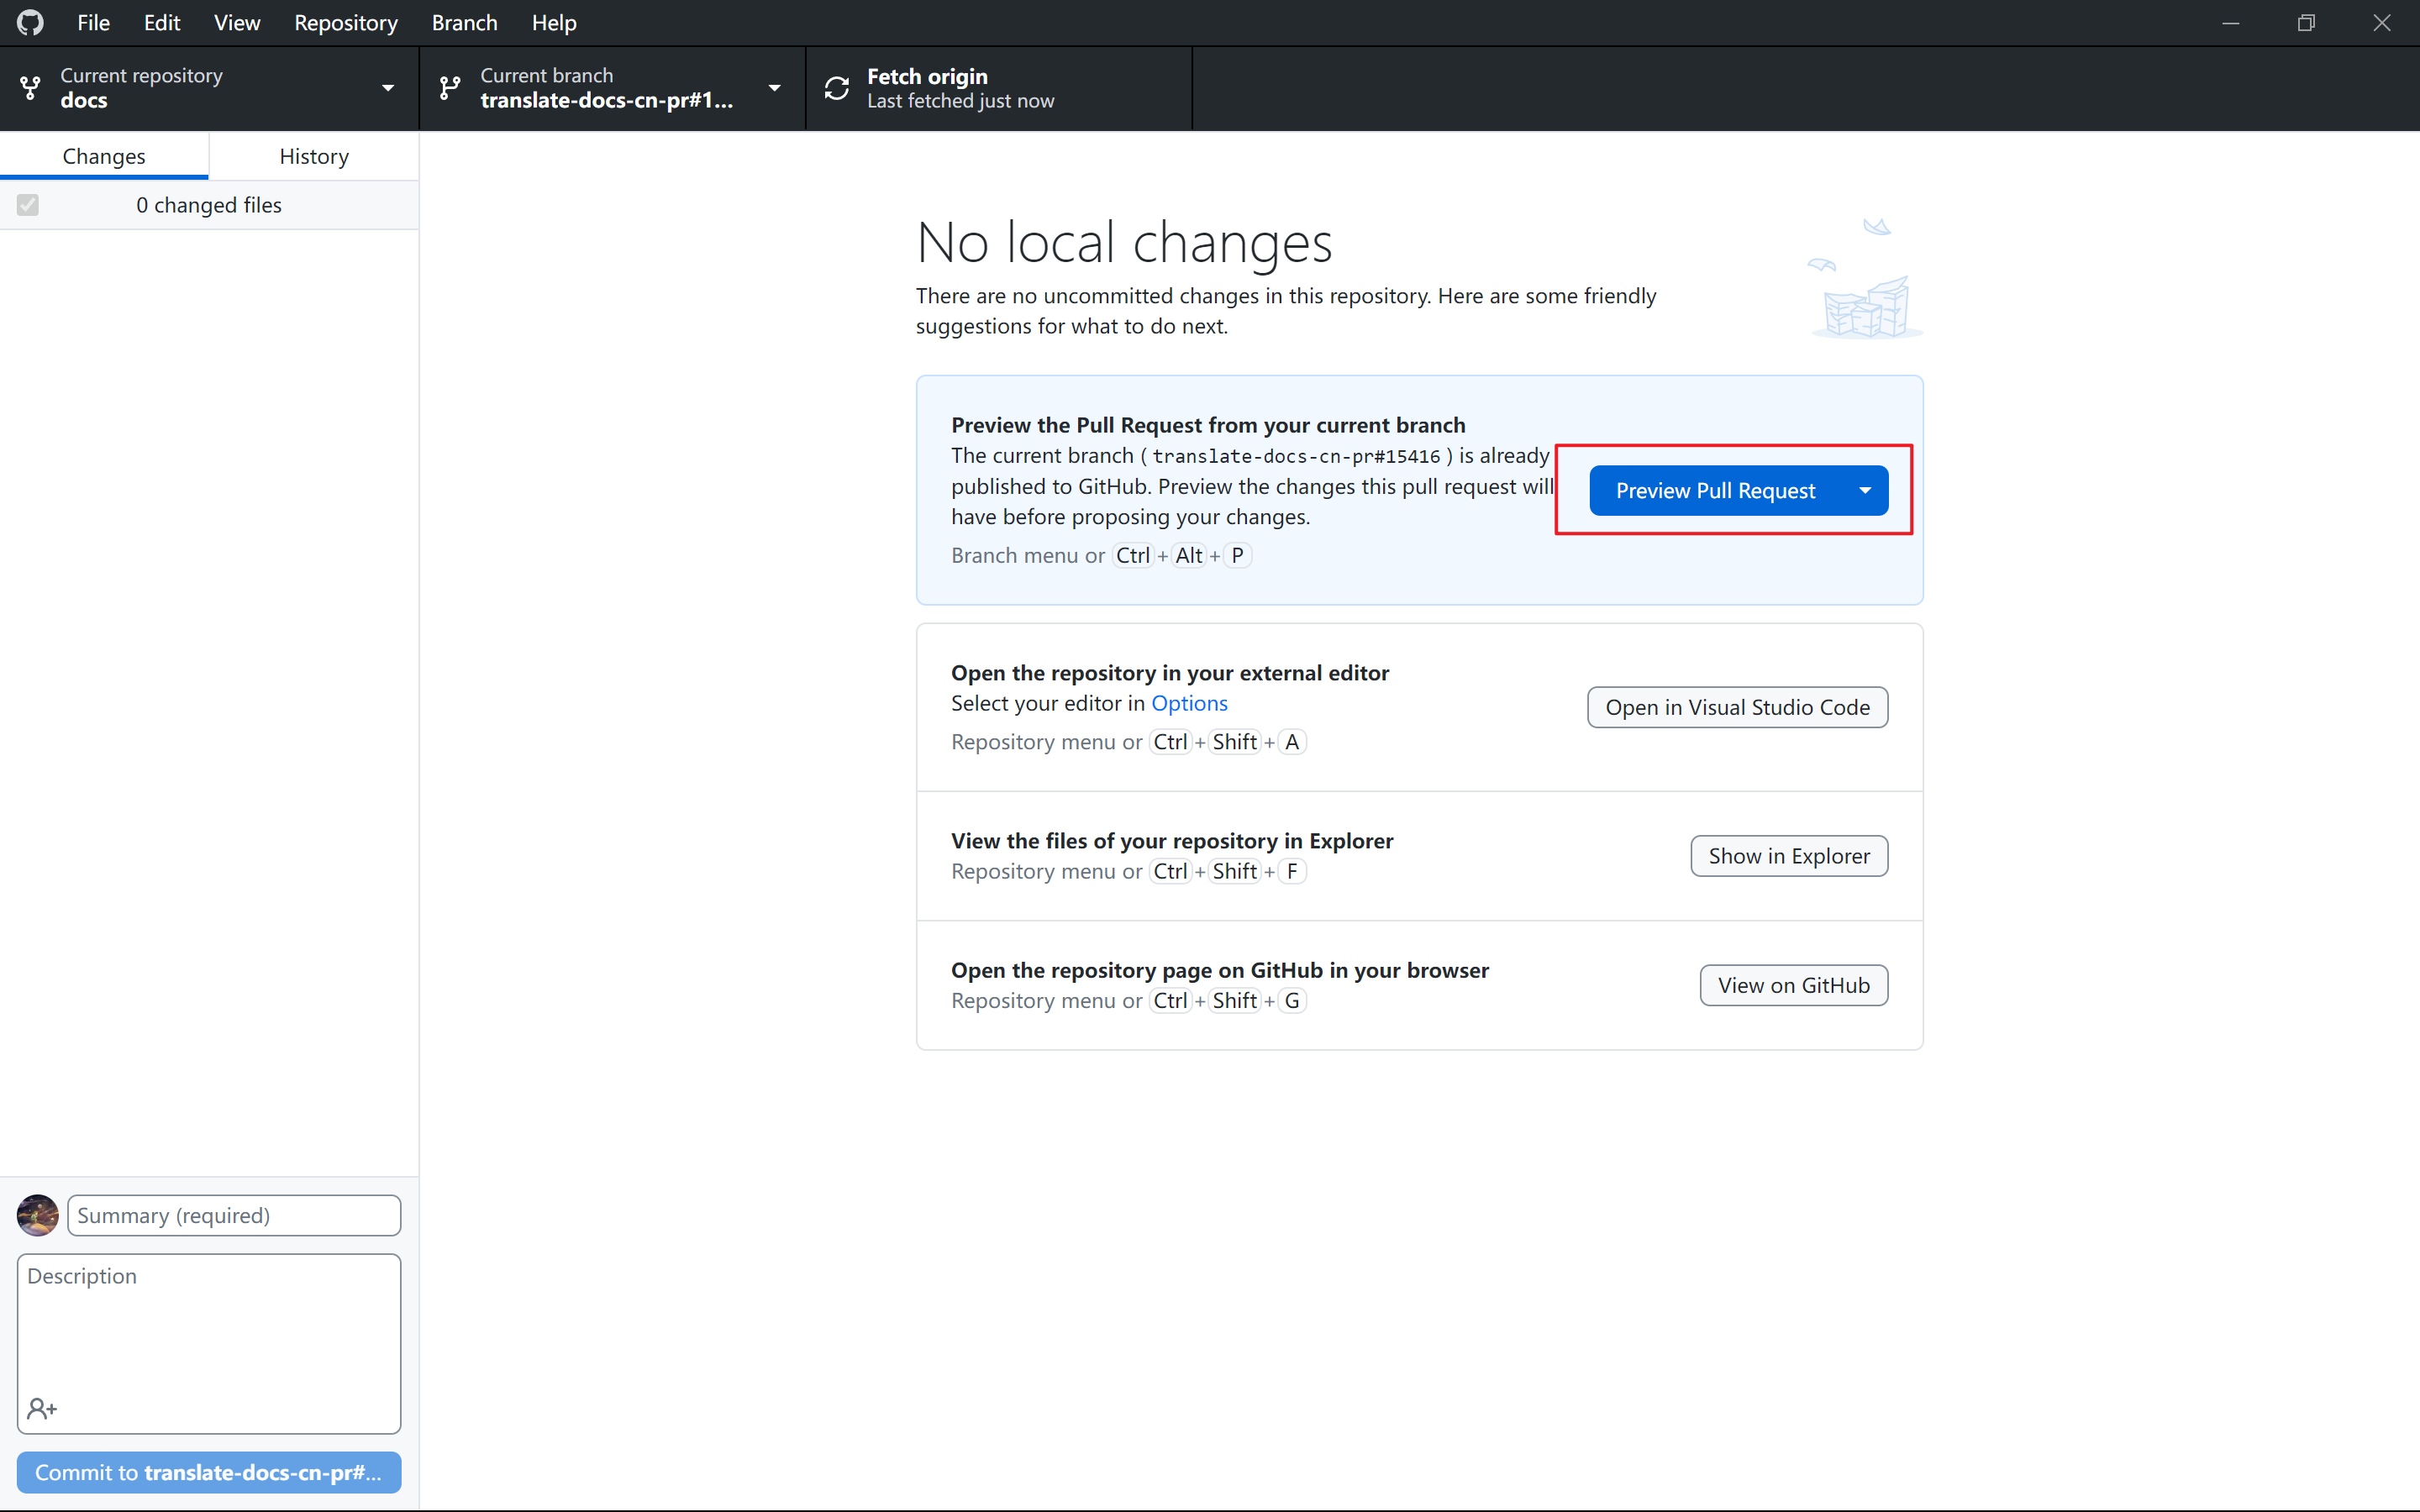 File Edit View Repository Branch Help
Current repository
docs
Current branch
translate-docs-cn-pr#1...
Fetch origin
Last fetched just now
Changes
History
0 changed files
No local changes
There are no uncommitted changes in this repository. Here are some friendly
suggestions for what to do next.
Preview the Pull Request from your current branch
The current branch ( translate-docs-cn-pr#15416 ) is already
published to GitHub. Preview the changes this pull request will
have before proposing your changes.
Branch menu or Ctrl + Alt + P
Preview Pull Request
Open the repository in your external editor
Select your editor in Options
Repository menu or Ctrl + Shift + A
Open in Visual Studio Code
View the files of your repository in Explorer
Repository menu or Ctrl + Shift + F
Show in Explorer
Open the repository page on GitHub in your browser
Repository menu or Ctrl + Shift + G
View on GitHub
Summary (required)
Description
Commit to translate-docs-cn-pr#...